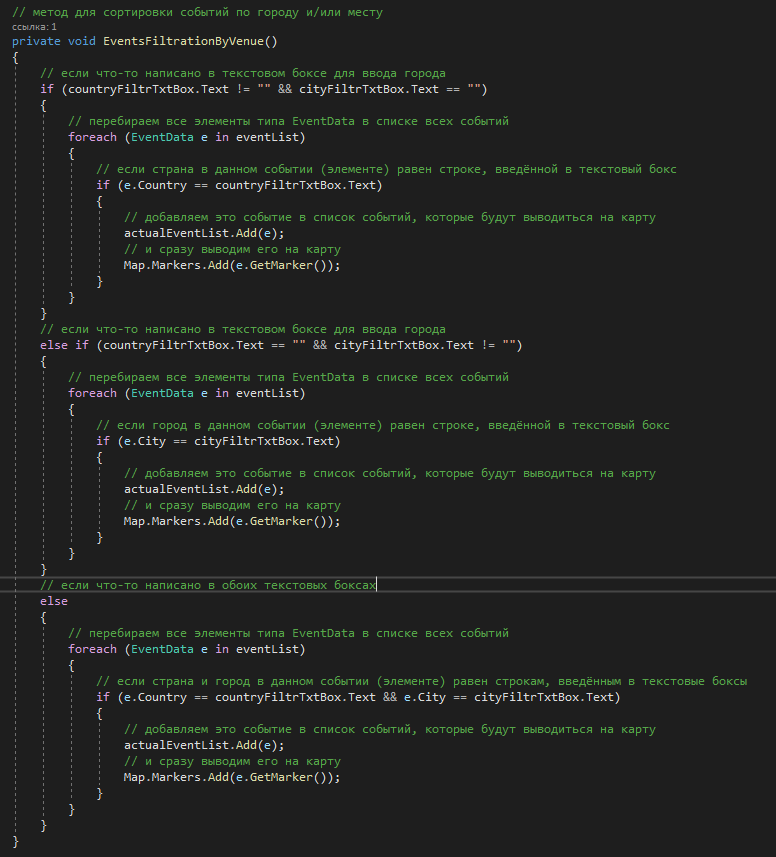 // метод для сортировки событий по городу и/или месту
ссылка: 1
private void EventsFiltrationByVenue()
{
// если что-то написано в текстовом боксе для ввода города
if (countryFiltrTxtBox.Text != "" && cityFiltrTxtBox.Text == "")
{
// перебираем все элементы типа EventData в списке всех событий
foreach (EventData e in eventList)
{
// если страна в данном событии (элементе) равен строке, введённой в текстовый бокс
if (e.Country == countryFiltrTxtBox.Text)
{
// добавляем это событие в список событий, которые будут выводиться на карту
actualEventList.Add(e);
// и сразу выводим его на карту
Map.Markers.Add(e.GetMarker());
}
}
}
// если что-то написано в текстовом боксе для ввода города
else if (countryFiltrTxtBox.Text == "" && cityFiltrTxtBox.Text != "")
{
// перебираем все элементы типа EventData в списке всех событий
foreach (EventData e in eventList)
{
// если город в данном событии (элементе) равен строке, введённой в текстовый бокс
if (e.City == cityFiltrTxtBox.Text)
{
// добавляем это событие в список событий, которые будут выводиться на карту
actualEventList.Add(e);
// и сразу выводим его на карту
Map.Markers.Add(e.GetMarker());
}
}
}
// если что-то написано в обоих текстовых боксах
else
{
// перебираем все элементы типа EventData в списке всех событий
foreach (EventData e in eventList)
{
// если страна и город в данном событии (элементе) равен строкам, введённым в текстовые боксы
if (e.Country == countryFiltrTxtBox.Text && e.City == cityFiltrTxtBox.Text)
{
// добавляем это событие в список событий, которые будут выводиться на карту
actualEventList.Add(e);
// и сразу выводим его на карту
Map.Markers.Add(e.GetMarker());
}
}
}
}